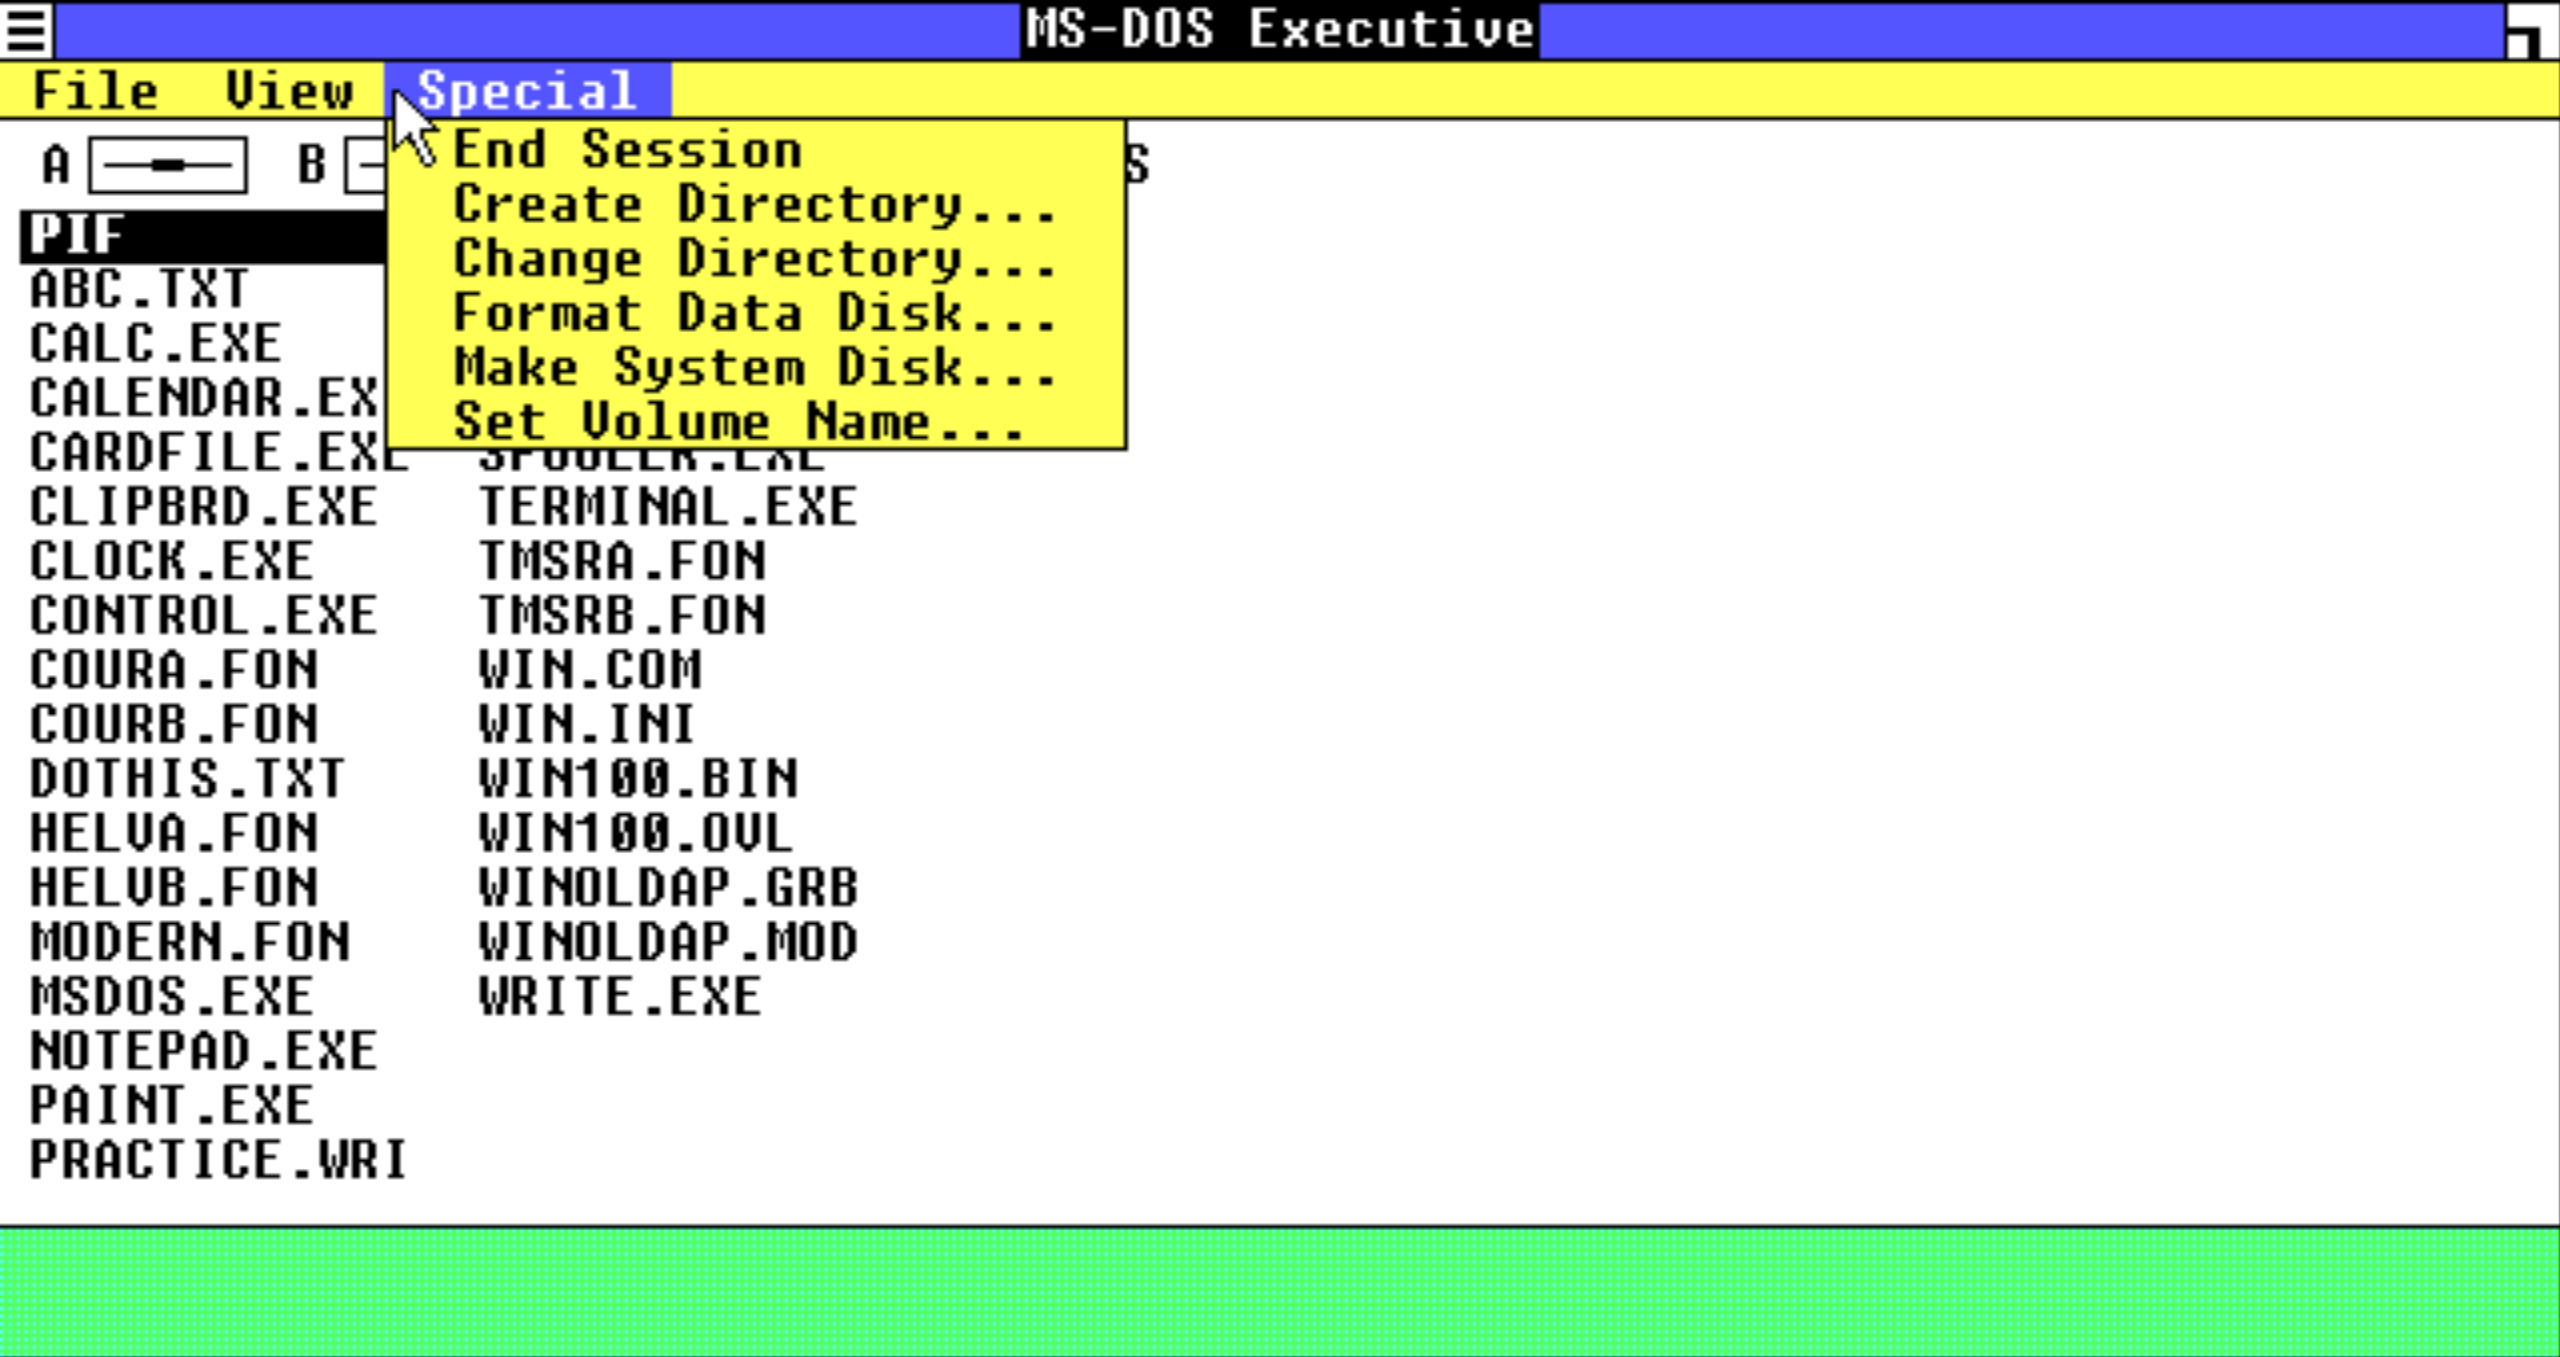 MS-DOS Executive
File View Special
A B S
End Session
Create Directory...
Change Directory...
Format Data Disk...
Make System Disk...
Set Volume Name...
PIF
ABC.TXT
CALC.EXE
CALENDAR.EX
CARDFILE.EXE
CLIPBRD.EXE
CLOCK.EXE
CONTROL.EXE
COURA.FON
COURB.FON
DOTHIS.TXT
HELVA.FON
HELVB.FON
MODERN.FON
MSDOS.EXE
NOTEPAD.EXE
PAINT.EXE
PRACTICE.WRI
SPOOLER.EXE
TERMINAL.EXE
TMSRA.FON
TMSRB.FON
WIN.COM
WIN.INI
WIN100.BIN
WIN100.OVL
WINOLDAP.GRB
WINOLDAP.MOD
WRITE.EXE